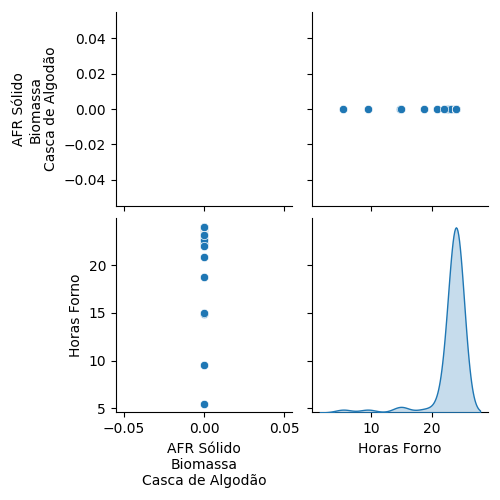 0.04
0.02
0.00
−0.02
−0.04
AFR Sólido
Biomassa
Casca de Algodão
20
15
10
5
Horas Forno
−0.05 0.00 0.05
AFR Sólido
Biomassa
Casca de Algodão
10 20
Horas Forno